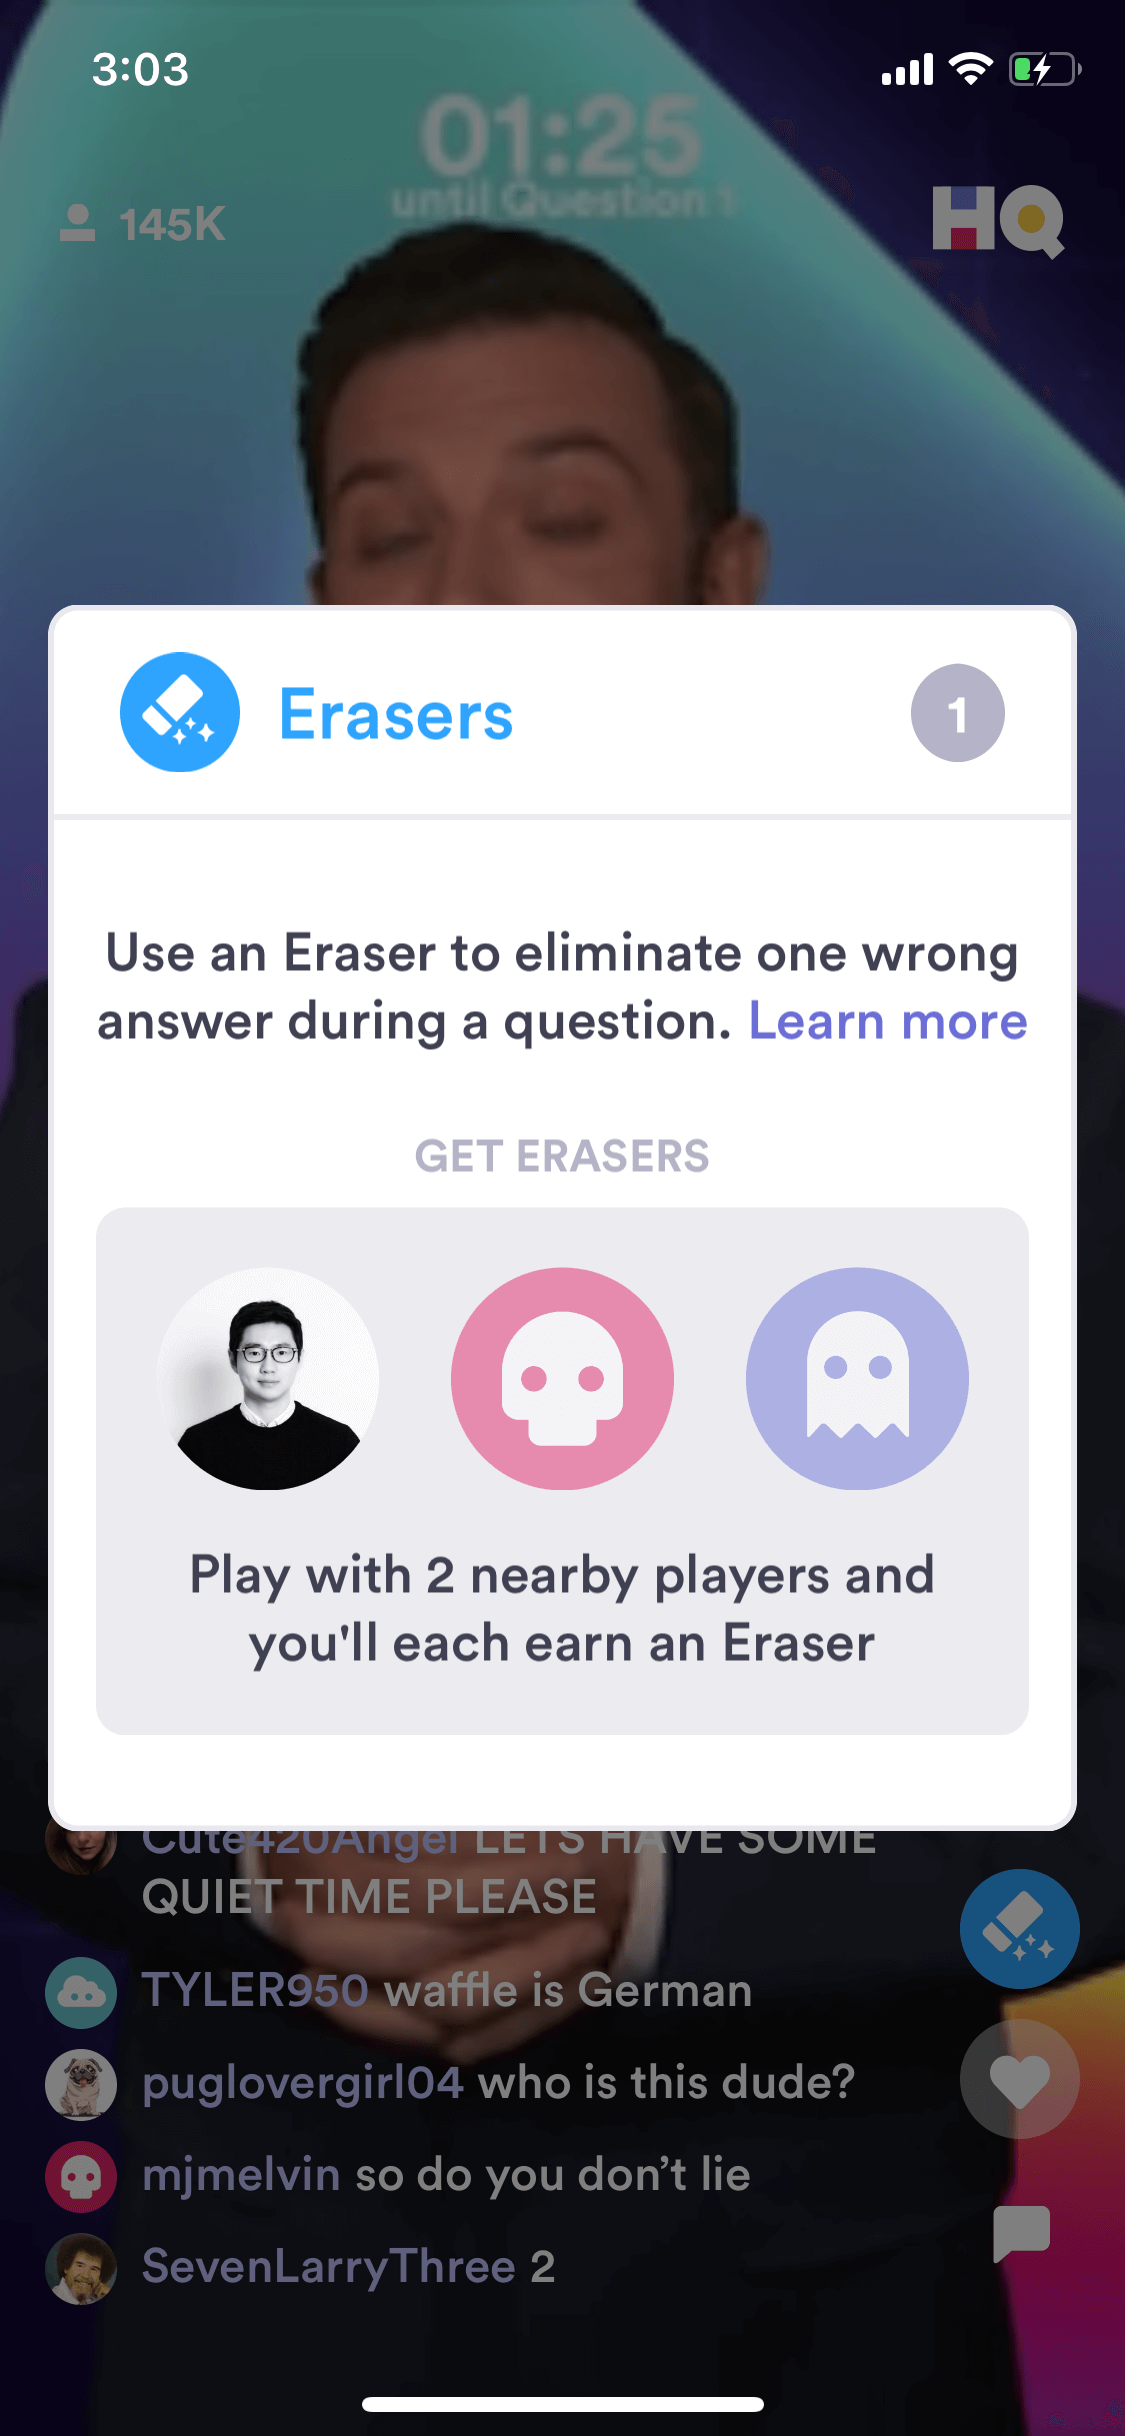 3:03
01:25
until Question 1
145K
HQ
Erasers
1
Use an Eraser to eliminate one wrong
answer during a question. Learn more
GET ERASERS
Play with 2 nearby players and
you'll each earn an Eraser
Cute420Angel LETS HAVE SOME
QUIET TIME PLEASE
TYLER950 waffle is German
puglovergirl04 who is this dude?
mjmelvin so do you don’t lie
SevenLarryThree 2